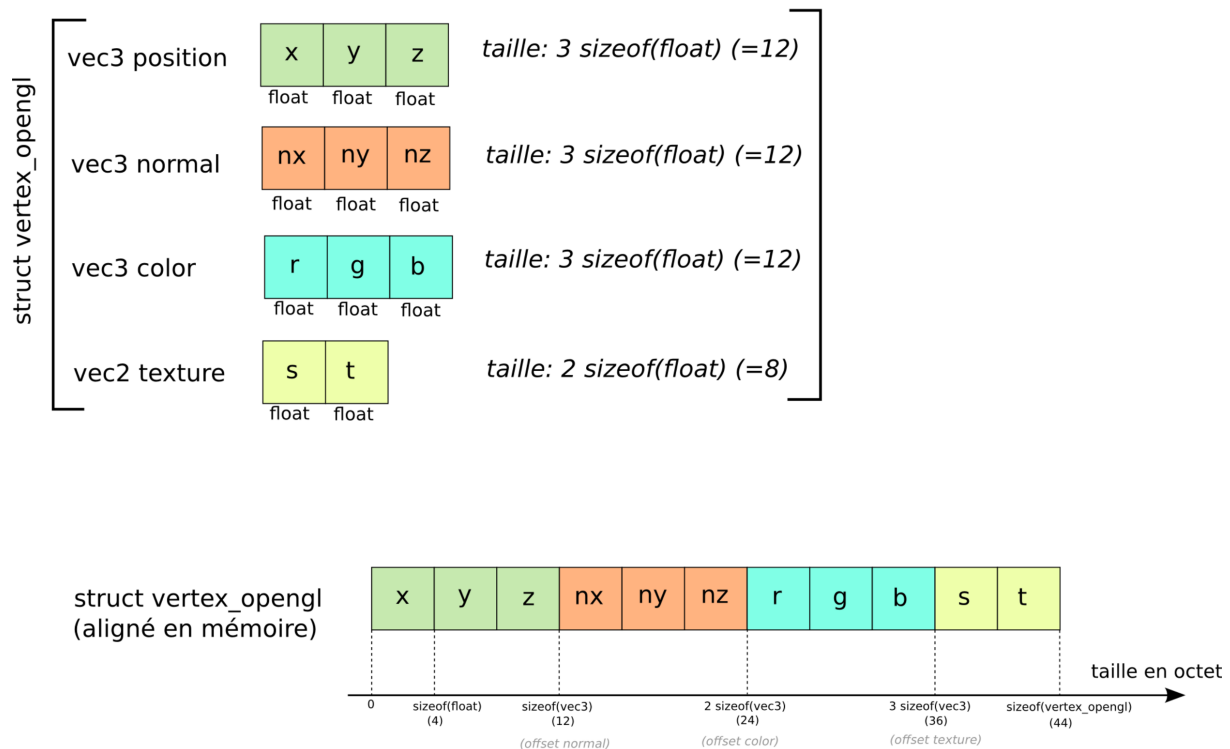 struct vertex_opengl
vec3 position
x y z
float float float
taille: 3 sizeof(float) (=12)
vec3 normal
nx ny nz
float float float
taille: 3 sizeof(float) (=12)
vec3 color
r g b
float float float
taille: 3 sizeof(float) (=12)
vec2 texture
s t
float float
taille: 2 sizeof(float) (=8)
struct vertex_opengl
(aligné en mémoire)
x y z nx ny nz r g b s t
taille en octet
0 sizeof(float) sizeof(vec3) 2 sizeof(vec3) 3 sizeof(vec3) sizeof(vertex_opengl)
(4) (12) (24) (36) (44)
(offset normal) (offset color) (offset texture)